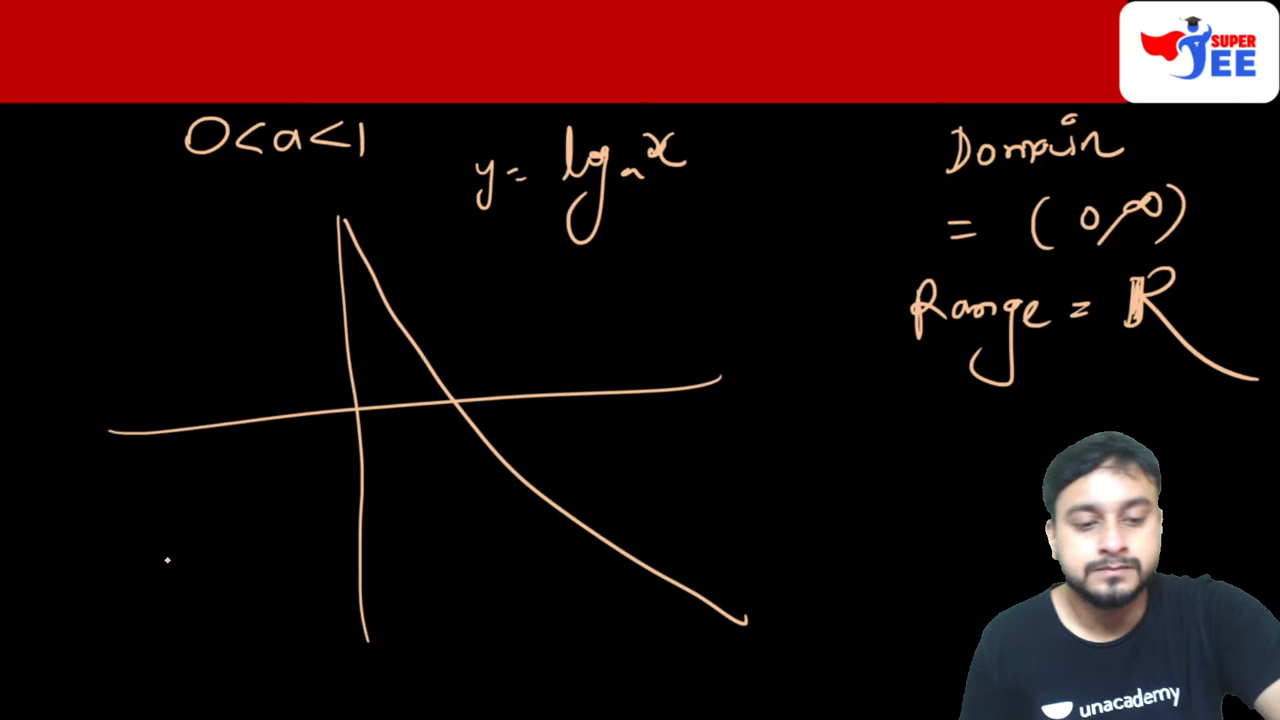 SUPER
JEE
0<a<1
y = logₐx
Domain
= (0,∞)
Range = R
unacademy